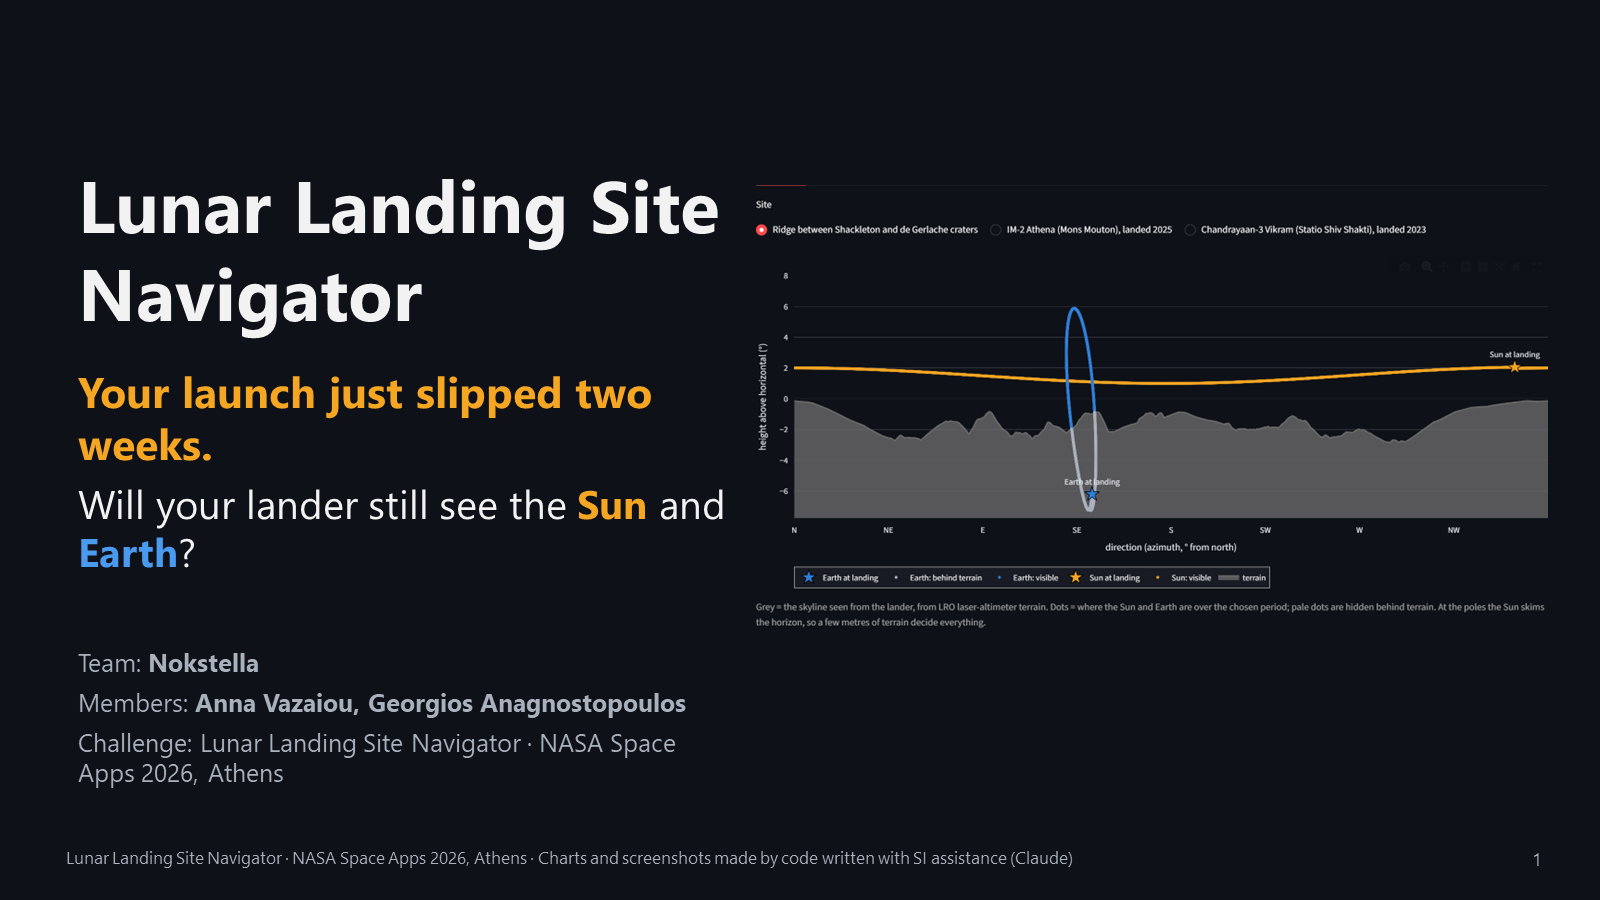 Lunar Landing Site
Navigator
Your launch just slipped two
weeks.
Will your lander still see the Sun and
Earth?
Team: Nokstella
Members: Anna Vazaiou, Georgios Anagnostopoulos
Challenge: Lunar Landing Site Navigator · NASA Space
Apps 2026, Athens
Site
Ridge between Shackleton and de Gerlache craters
IM-2 Athena (Mons Mouton), landed 2025
Chandrayaan-3 Vikram (Statio Shiv Shakti), landed 2023
8
6
4
2
0
−2
−4
−6
height above horizontal (°)
Sun at landing
Earth at landing
N NE E SE S SW W NW
direction (azimuth, ° from north)
Earth at landing Earth: behind terrain Earth: visible Sun at landing Sun: visible terrain
Grey = the skyline seen from the lander, from LRO laser-altimeter terrain. Dots = where the Sun and Earth are over the chosen period; pale dots are hidden behind terrain. At the poles the Sun skims
the horizon, so a few metres of terrain decide everything.
Lunar Landing Site Navigator · NASA Space Apps 2026, Athens · Charts and screenshots made by code written with SI assistance (Claude)
1